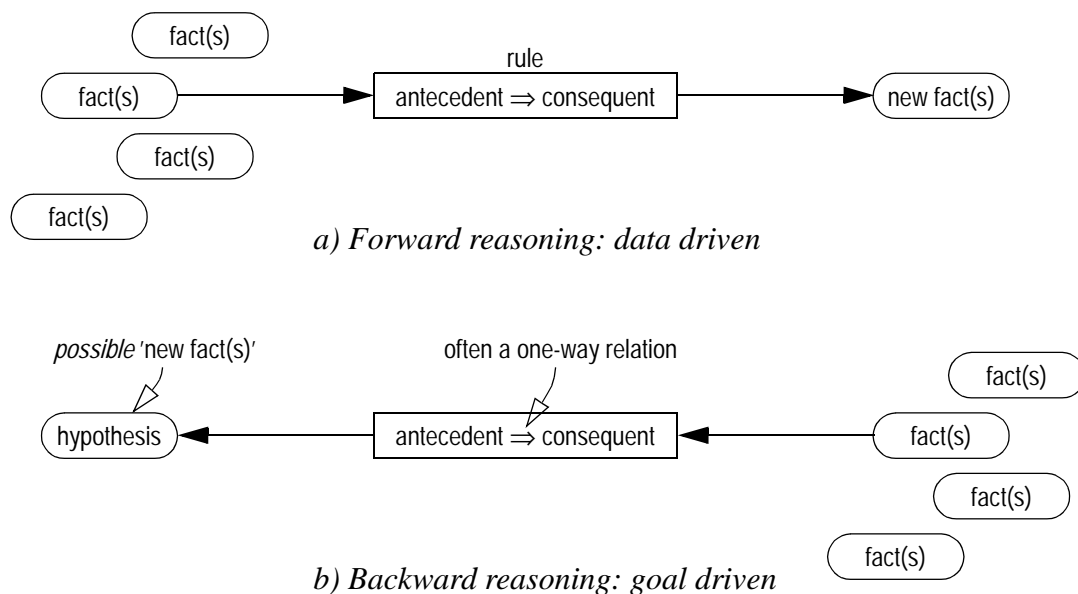 fact(s)
rule
fact(s)
antecedent ⇒ consequent
new fact(s)
fact(s)
fact(s)
a) Forward reasoning: data driven
possible 'new fact(s)'
often a one-way relation
fact(s)
hypothesis
antecedent ⇒ consequent
fact(s)
fact(s)
fact(s)
b) Backward reasoning: goal driven